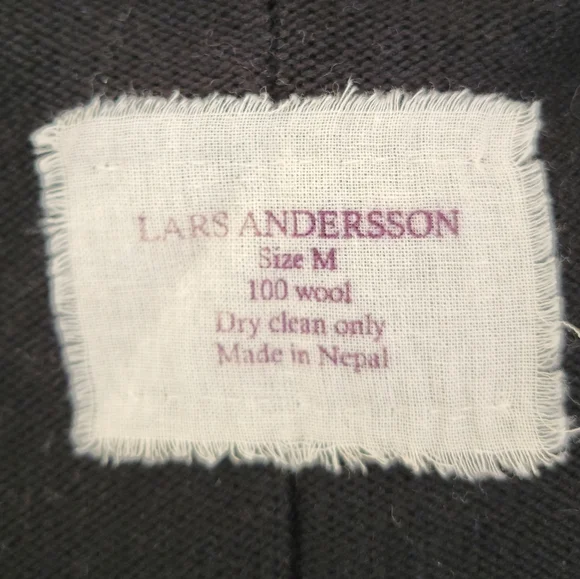 LARS ANDERSSON
Size M
100 wool
Dry clean only
Made in Nepal